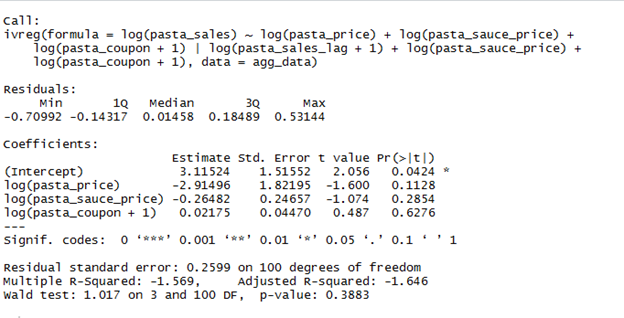 Call:
ivreg(formula = log(pasta_sales) ~ log(pasta_price) + log(pasta_sauce_price) +
    log(pasta_coupon + 1) | log(pasta_sales_lag + 1) + log(pasta_sauce_price) +
    log(pasta_coupon + 1), data = agg_data)
Residuals:
     Min       1Q   Median       3Q      Max
-0.70992 -0.14317  0.01458  0.18489  0.53144
Coefficients:
                       Estimate Std. Error t value Pr(>|t|)
(Intercept)             3.11524    1.51552   2.056   0.0424 *
log(pasta_price)       -2.91496    1.82195  -1.600   0.1128
log(pasta_sauce_price) -0.26482    0.24657  -1.074   0.2854
log(pasta_coupon + 1)   0.02175    0.04470   0.487   0.6276
---
Signif. codes:  0 ‘***’ 0.001 ‘**’ 0.01 ‘*’ 0.05 ‘.’ 0.1 ‘ ’ 1
Residual standard error: 0.2599 on 100 degrees of freedom
Multiple R-Squared: -1.569,     Adjusted R-squared: -1.646
Wald test: 1.017 on 3 and 100 DF,  p-value: 0.3883